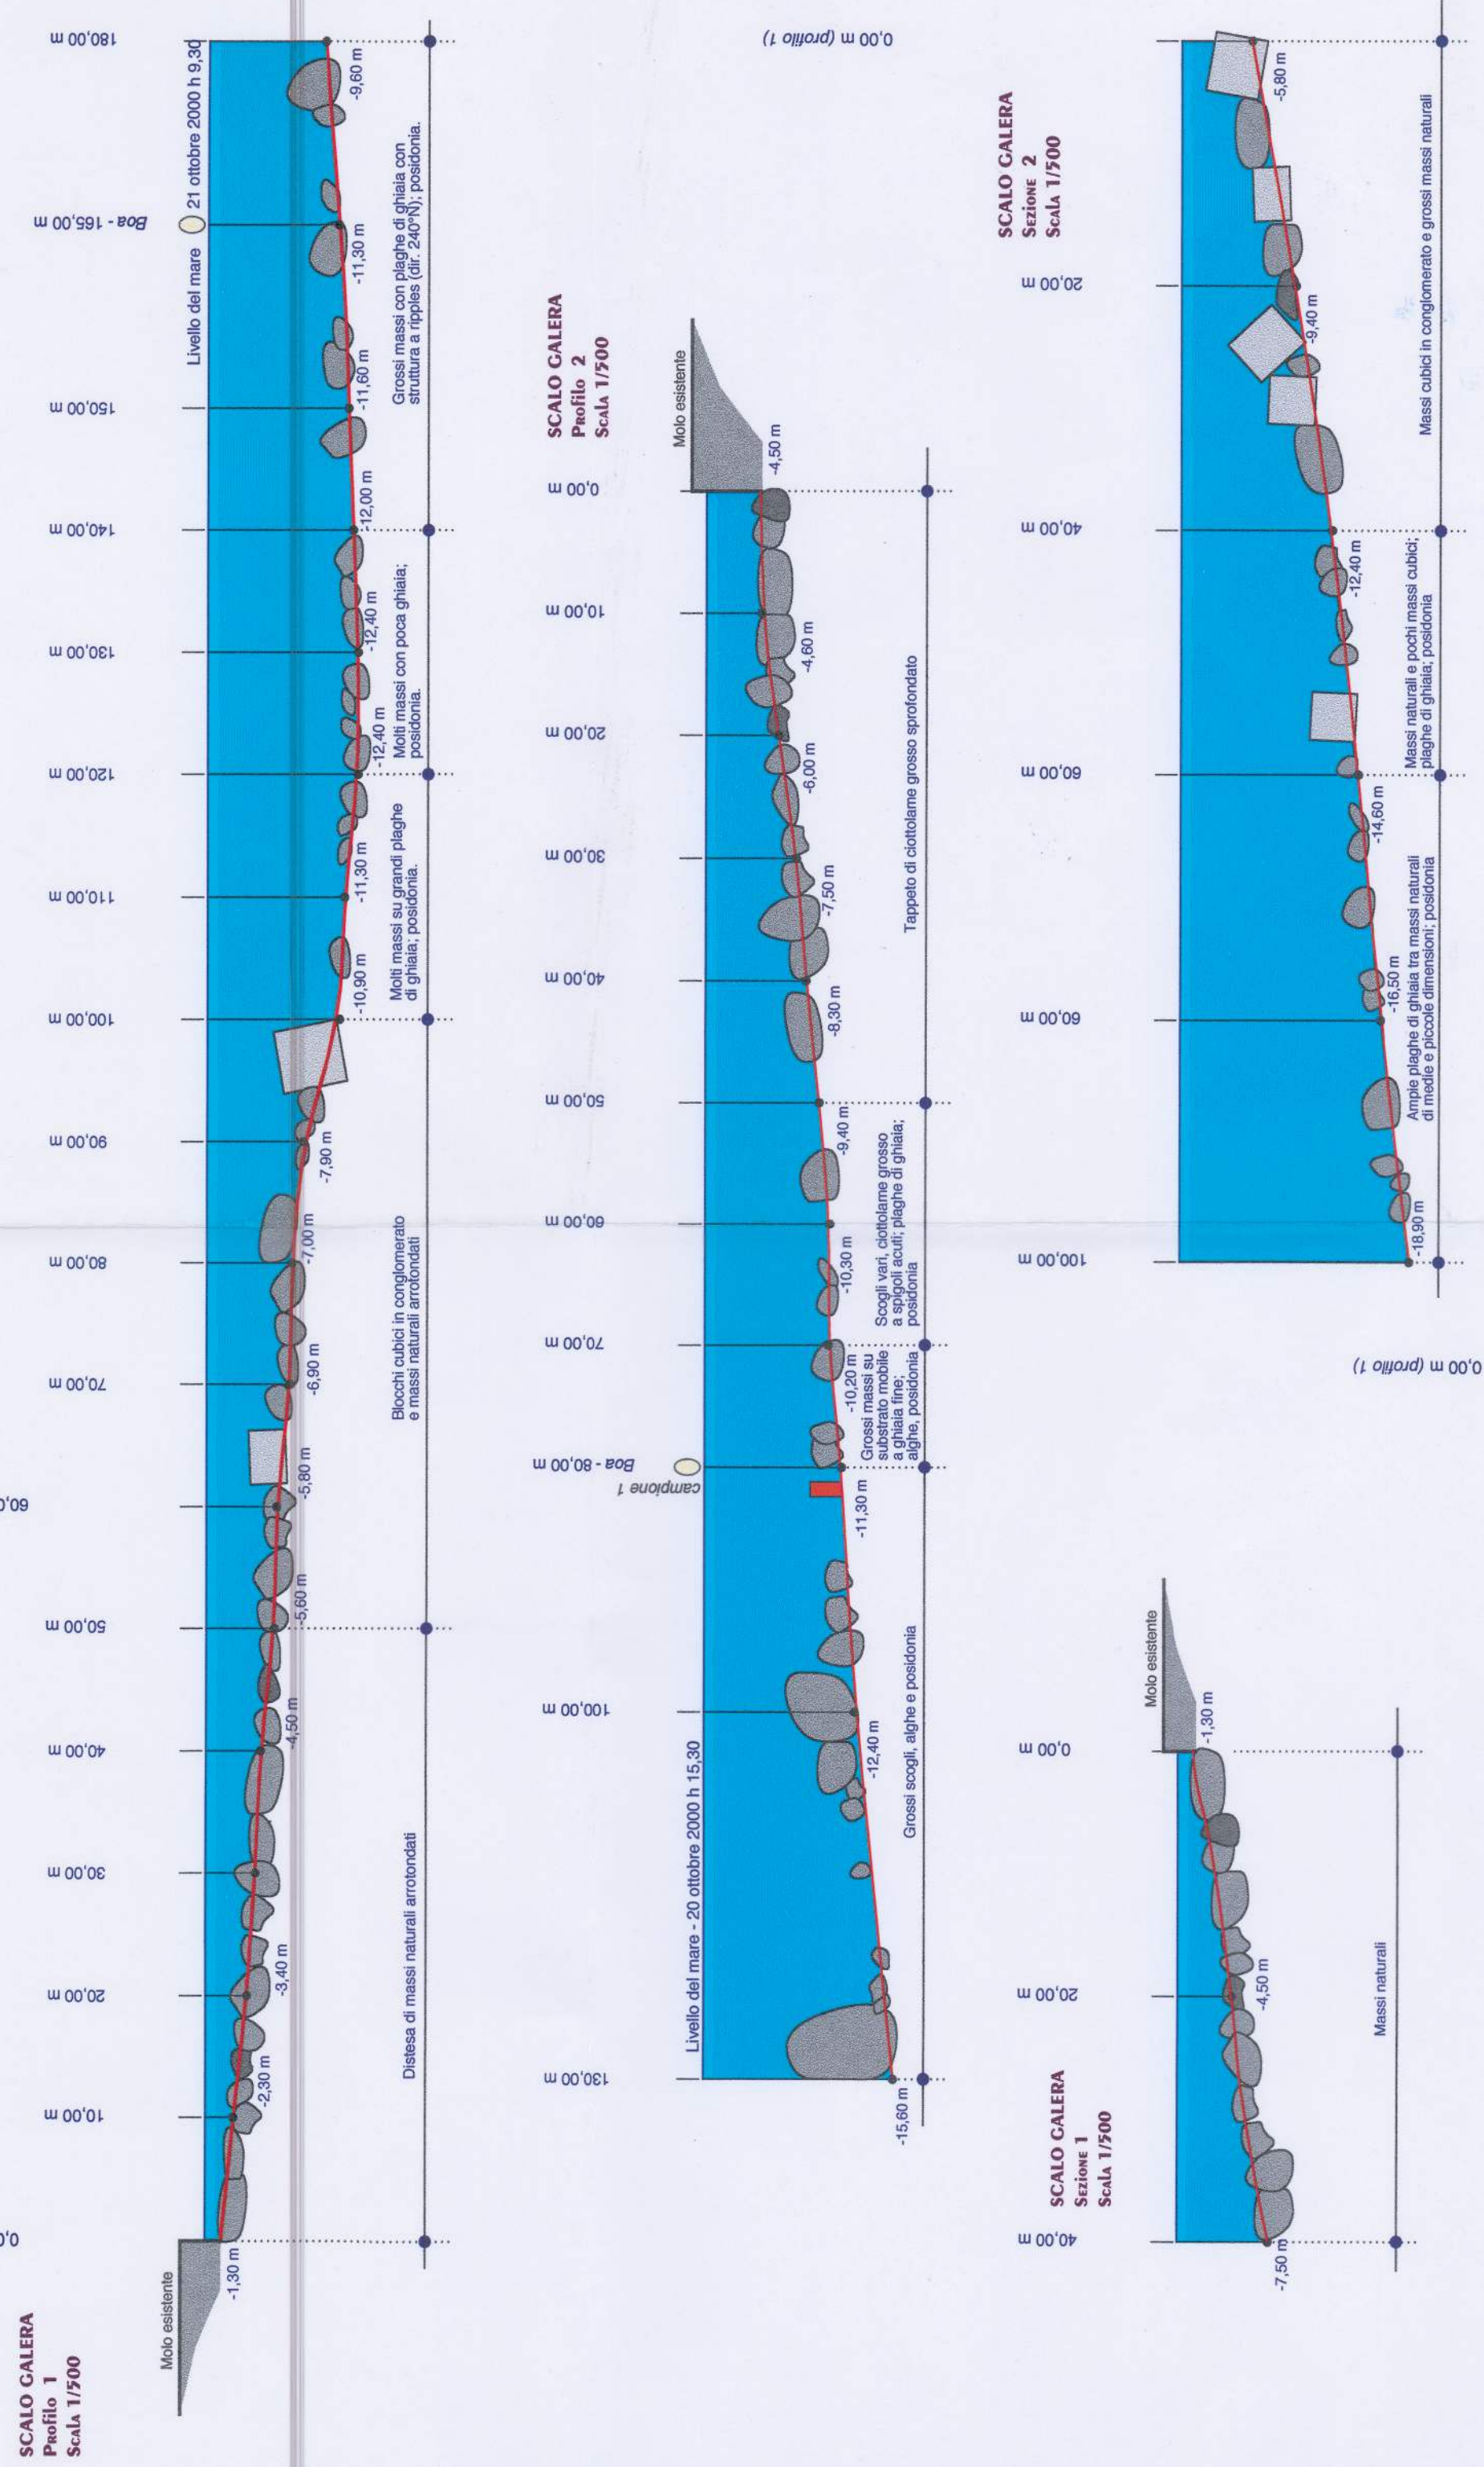 SCALO GALERA
Profilo 1
Scala 1/500
Molo esistente
-1,30 m
0,0
10,00 m
20,00 m
30,00 m
40,00 m
50,00 m
60,0
70,00 m
80,00 m
90,00 m
100,00 m
110,00 m
120,00 m
130,00 m
140,00 m
150,00 m
Boa - 165,00 m
180,00 m
Livello del mare
21 ottobre 2000 h 9,30
-2,30 m
-3,40 m
-4,50 m
-5,60 m
-5,80 m
-6,90 m
-7,00 m
-7,90 m
-10,90 m
-11,30 m
-12,40 m
-12,40 m
-12,00 m
-11,60 m
-11,30 m
-9,60 m
Distesa di massi naturali arrotondati
Blocchi cubici in conglomerato
e massi naturali arrotondati
Molti massi su grandi plaghe
di ghiaia; posidonia.
Molti massi con poca ghiaia;
posidonia.
Grossi massi con plaghe di ghiaia con
struttura a ripples (dir. 240°N); posidonia.
SCALO GALERA
Profilo 2
Scala 1/500
Molo esistente
0,00 m
10,00 m
20,00 m
30,00 m
40,00 m
50,00 m
60,00 m
70,00 m
Boa - 80,00 m
campione 1
100,00 m
130,00 m
Livello del mare - 20 ottobre 2000 h 15,30
-4,50 m
-4,60 m
-6,00 m
-7,50 m
-8,30 m
-9,40 m
-10,30 m
-10,20 m
-11,30 m
-12,40 m
-15,60 m
Tappeto di ciottolame grosso sprofondato
Scogli vari, ciottolame grosso
a spigoli acuti; plaghe di ghiaia;
posidonia
Grossi massi su
substrato mobile
a ghiaia fine;
alghe, posidonia
Grossi scogli, alghe e posidonia
SCALO GALERA
Sezione 1
Scala 1/500
Molo esistente
0,00 m
20,00 m
40,00 m
-1,30 m
-4,50 m
-7,50 m
Massi naturali
SCALO GALERA
Sezione 2
Scala 1/500
0,00 m (profilo 1)
20,00 m
40,00 m
60,00 m
60,00 m
100,00 m
-5,80 m
-9,40 m
-12,40 m
-14,60 m
-16,50 m
-18,90 m
Massi cubici in conglomerato e grossi massi naturali
Massi naturali e pochi massi cubici;
plaghe di ghiaia; posidonia
Ampie plaghe di ghiaia tra massi naturali
di medie e piccole dimensioni; posidonia
0,00 m (profilo 1)